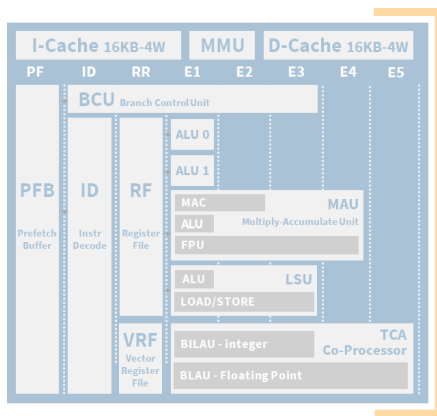 I-Cache 16KB-4W
MMU
D-Cache 16KB-4W
PF ID RR E1 E2 E3 E4 E5
BCU Branch Control Unit
ALU 0
ALU 1
PFB
Prefetch
Buffer
ID
Instr
Decode
RF
Register
File
MAC
MAU
ALU
Multiply-Accumulate Unit
FPU
ALU
LSU
LOAD/STORE
VRF
Vector
Register
File
TCA
Co-Processor
BILAU - integer
BLAU - Floating Point